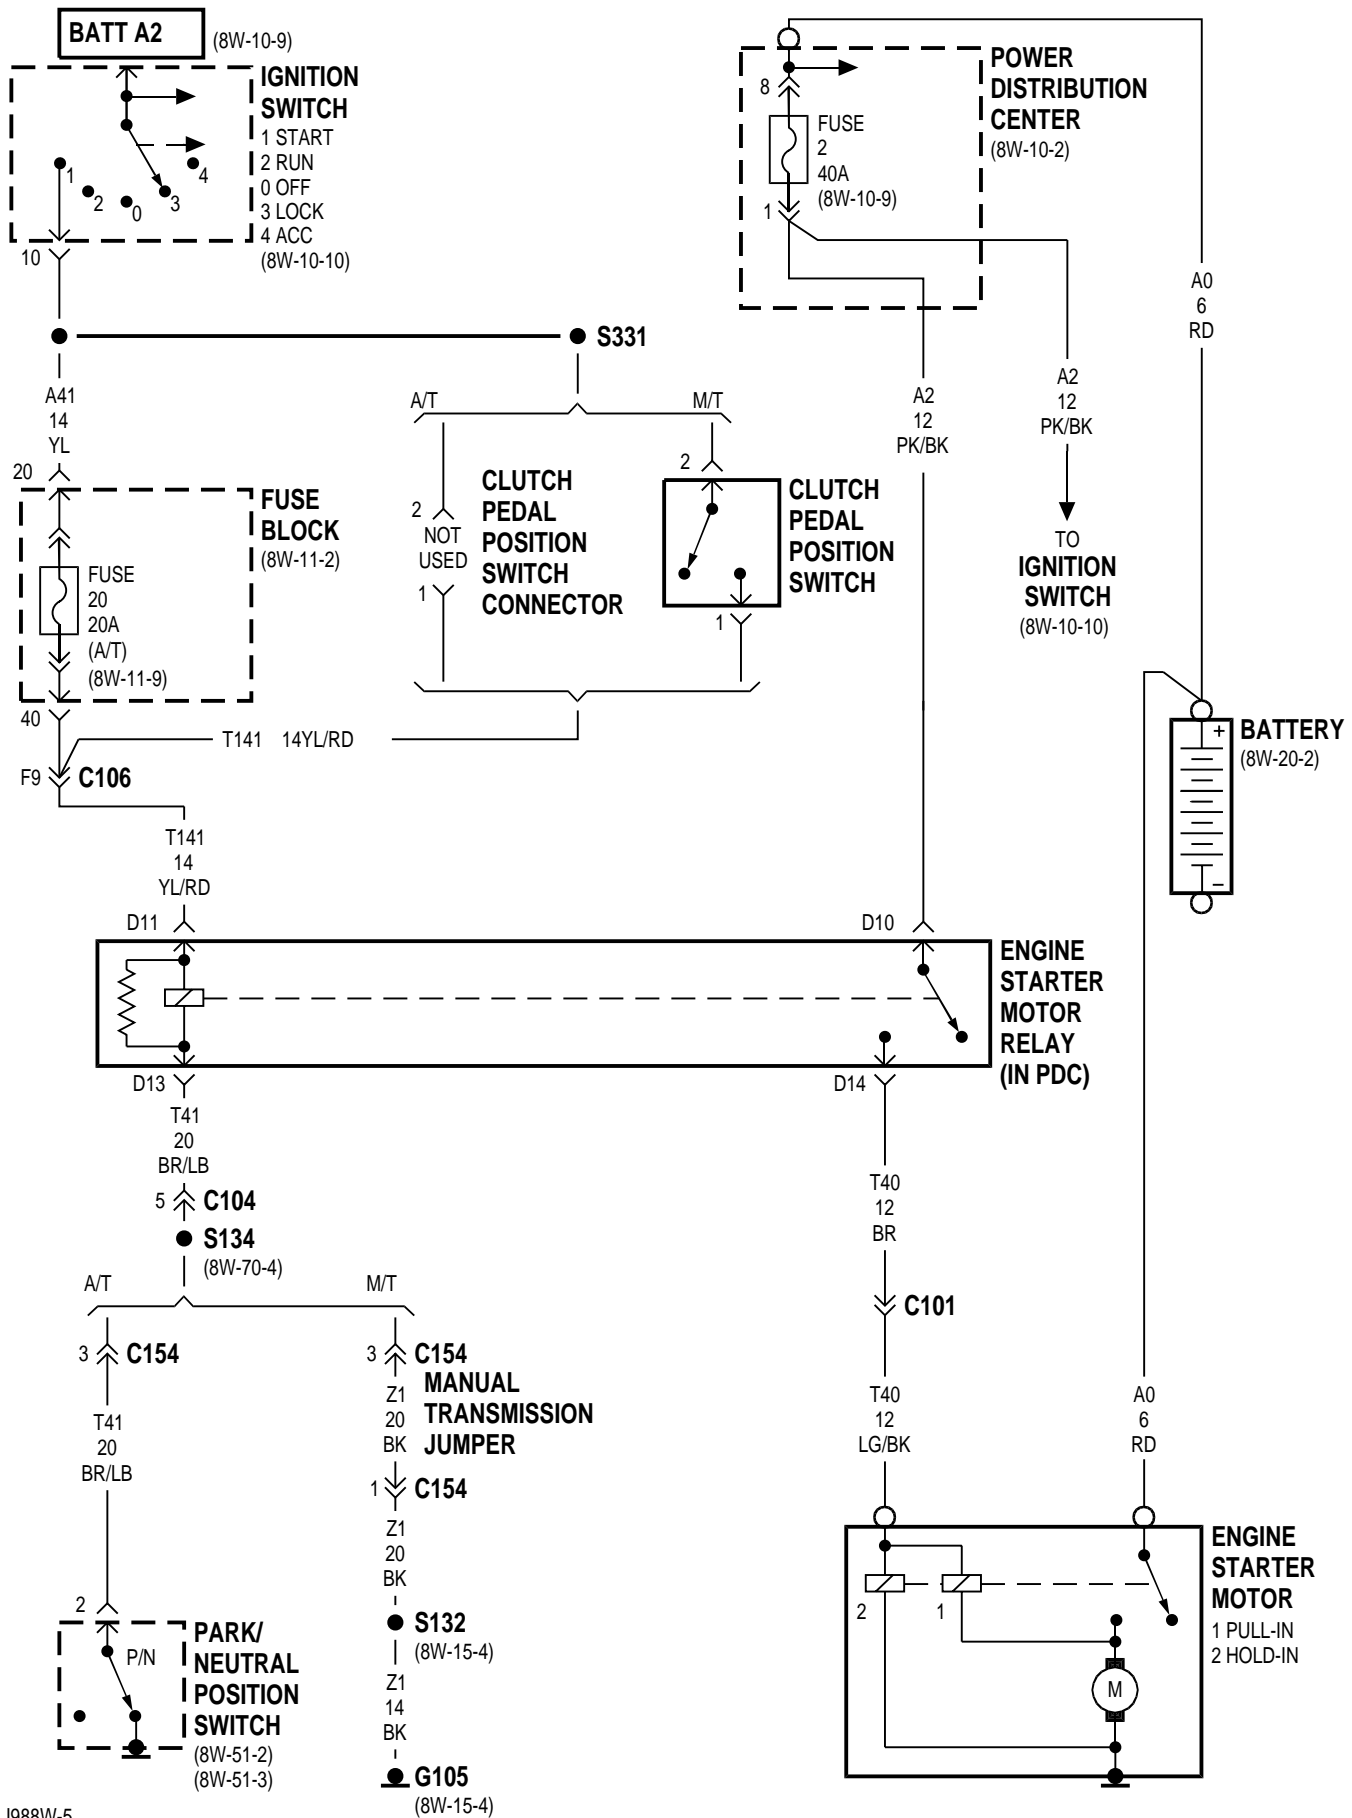 BATT A2
(8W-10-9)
IGNITION
SWITCH
1 START
2 RUN
0 OFF
3 LOCK
4 ACC
(8W-10-10)
1
2
0
3
4
10
8
FUSE
2
40A
(8W-10-9)
1
POWER
DISTRIBUTION
CENTER
(8W-10-2)
A0
6
RD
S331
A41
14
YL
20
A/T
M/T
A2
12
PK/BK
A2
12
PK/BK
TO
IGNITION
SWITCH
(8W-10-10)
FUSE
BLOCK
(8W-11-2)
FUSE
20
20A
(A/T)
(8W-11-9)
40
2
NOT
USED
1
CLUTCH
PEDAL
POSITION
SWITCH
CONNECTOR
2
1
CLUTCH
PEDAL
POSITION
SWITCH
T141 14YL/RD
F9
C106
BATTERY
(8W-20-2)
+
–
T141
14
YL/RD
D11
D10
ENGINE
STARTER
MOTOR
RELAY
(IN PDC)
D13
D14
T41
20
BR/LB
5
C104
S134
(8W-70-4)
A/T
M/T
3
C154
3
C154
MANUAL
TRANSMISSION
JUMPER
Z1
20
BK
1
C154
T41
20
BR/LB
Z1
20
BK
S132
(8W-15-4)
Z1
14
BK
G105
(8W-15-4)
2
P/N
PARK/
NEUTRAL
POSITION
SWITCH
(8W-51-2)
(8W-51-3)
T40
12
BR
C101
T40
12
LG/BK
A0
6
RD
2
1
M
ENGINE
STARTER
MOTOR
1 PULL-IN
2 HOLD-IN
J988W-5